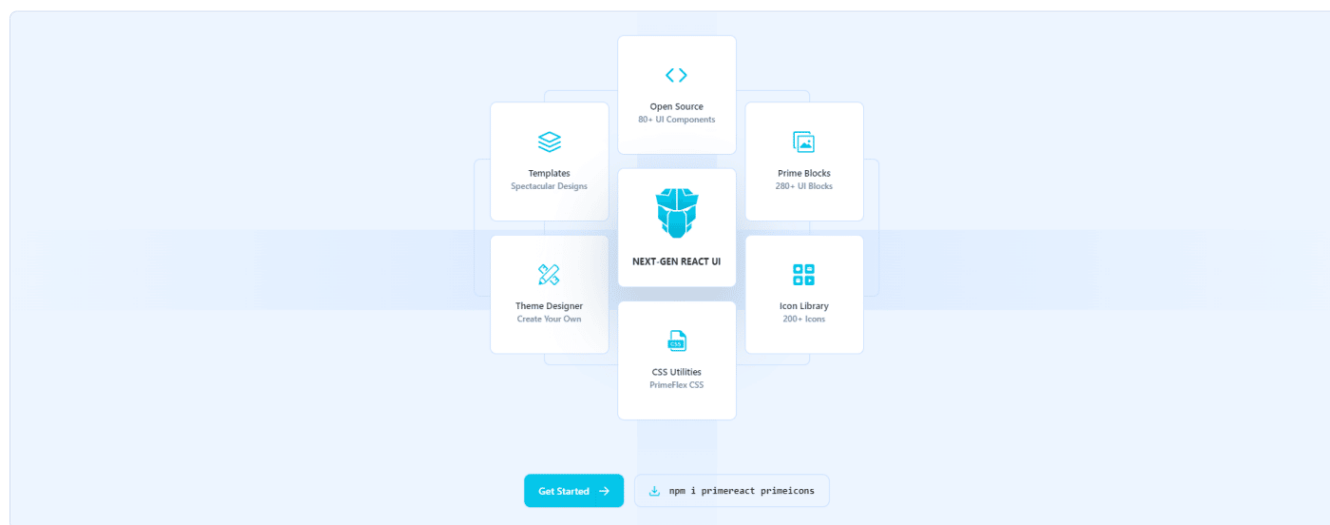 Open Source
80+ UI Components
Templates
Spectacular Designs
Prime Blocks
280+ UI Blocks
NEXT-GEN REACT UI
Theme Designer
Create Your Own
Icon Library
200+ Icons
CSS
CSS Utilities
PrimeFlex CSS
Get Started
npm i primereact primeicons